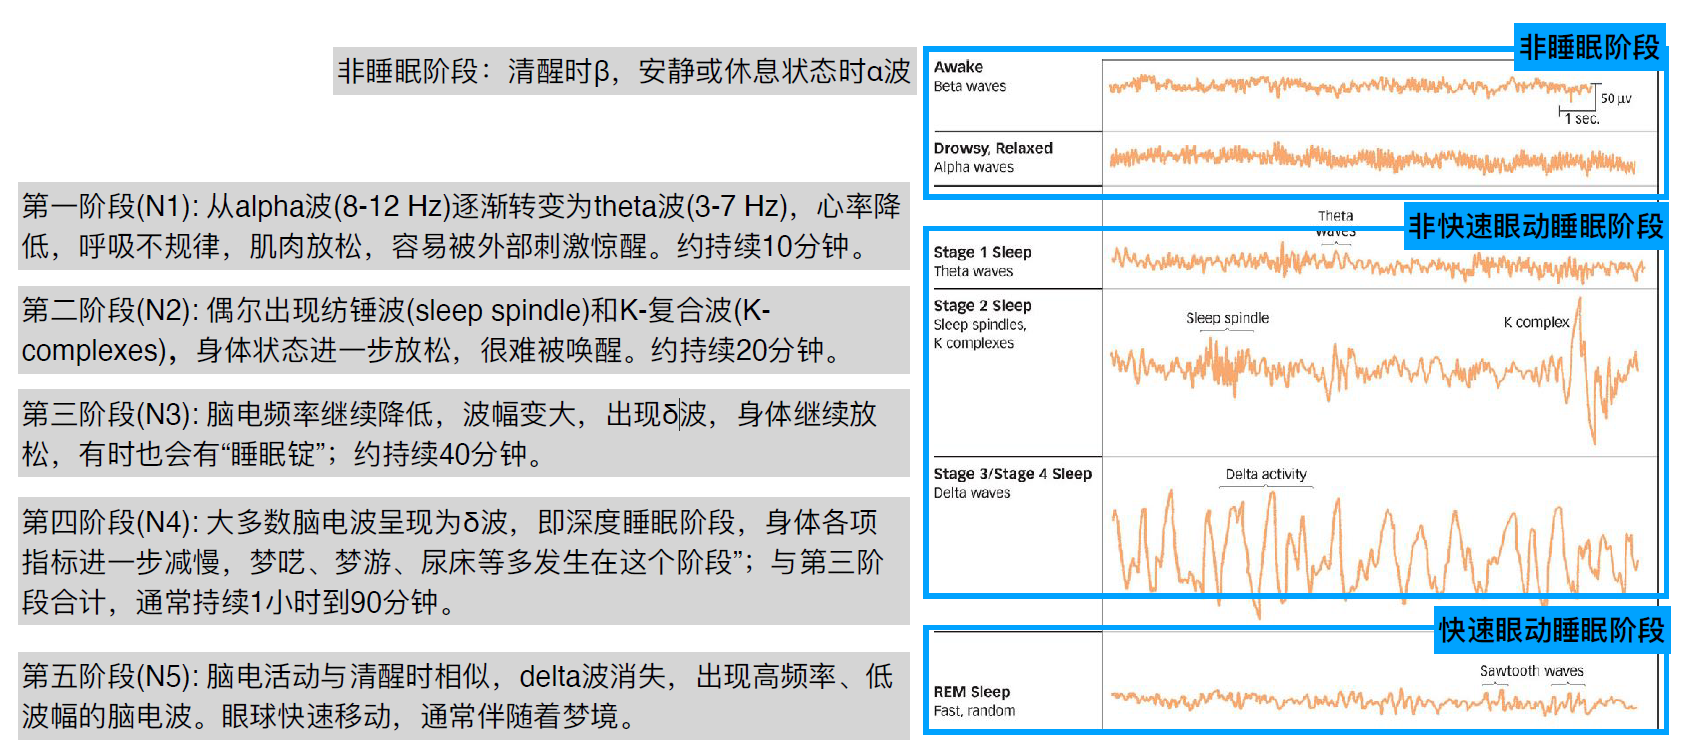 非睡眠阶段：清醒时β，安静或休息状态时α波
第一阶段(N1): 从alpha波(8-12 Hz)逐渐转变为theta波(3-7 Hz)，心率降
低，呼吸不规律，肌肉放松，容易被外部刺激惊醒。约持续10分钟。
第二阶段(N2): 偶尔出现纺锤波(sleep spindle)和K-复合波(K-
complexes)，身体状态进一步放松，很难被唤醒。约持续20分钟。
第三阶段(N3): 脑电频率继续降低，波幅变大，出现δ波，身体继续放
松，有时也会有“睡眠锭”；约持续40分钟。
第四阶段(N4): 大多数脑电波呈现为δ波，即深度睡眠阶段，身体各项
指标进一步减慢，梦呓、梦游、尿床等多发生在这个阶段”；与第三阶
段合计，通常持续1小时到90分钟。
第五阶段(N5): 脑电活动与清醒时相似，delta波消失，出现高频率、低
波幅的脑电波。眼球快速移动，通常伴随着梦境。
非睡眠阶段
Awake
Beta waves
50 μv
1 sec.
Drowsy, Relaxed
Alpha waves
非快速眼动睡眠阶段
Theta
waves
Stage 1 Sleep
Theta waves
Stage 2 Sleep
Sleep spindles,
K complexes
Sleep spindle
K complex
Stage 3/Stage 4 Sleep
Delta waves
Delta activity
快速眼动睡眠阶段
Sawtooth waves
REM Sleep
Fast, random